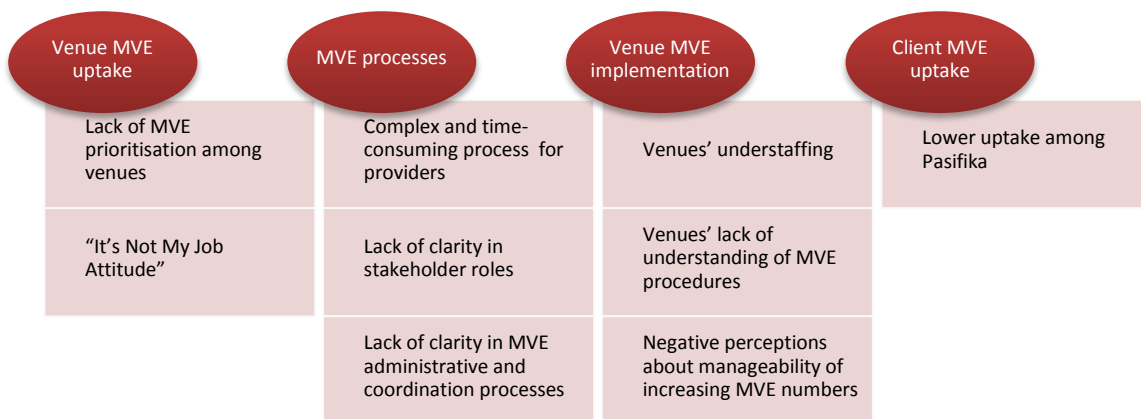 Venue MVE
uptake
Lack of MVE
prioritisation among
venues
“It’s Not My Job
Attitude”
MVE processes
Complex and time-
consuming process for
providers
Lack of clarity in
stakeholder roles
Lack of clarity in MVE
administrative and
coordination processes
Venue MVE
implementation
Venues’ understaffing
Venues’ lack of
understanding of MVE
procedures
Negative perceptions
about manageability of
increasing MVE numbers
Client MVE
uptake
Lower uptake among
Pasifika